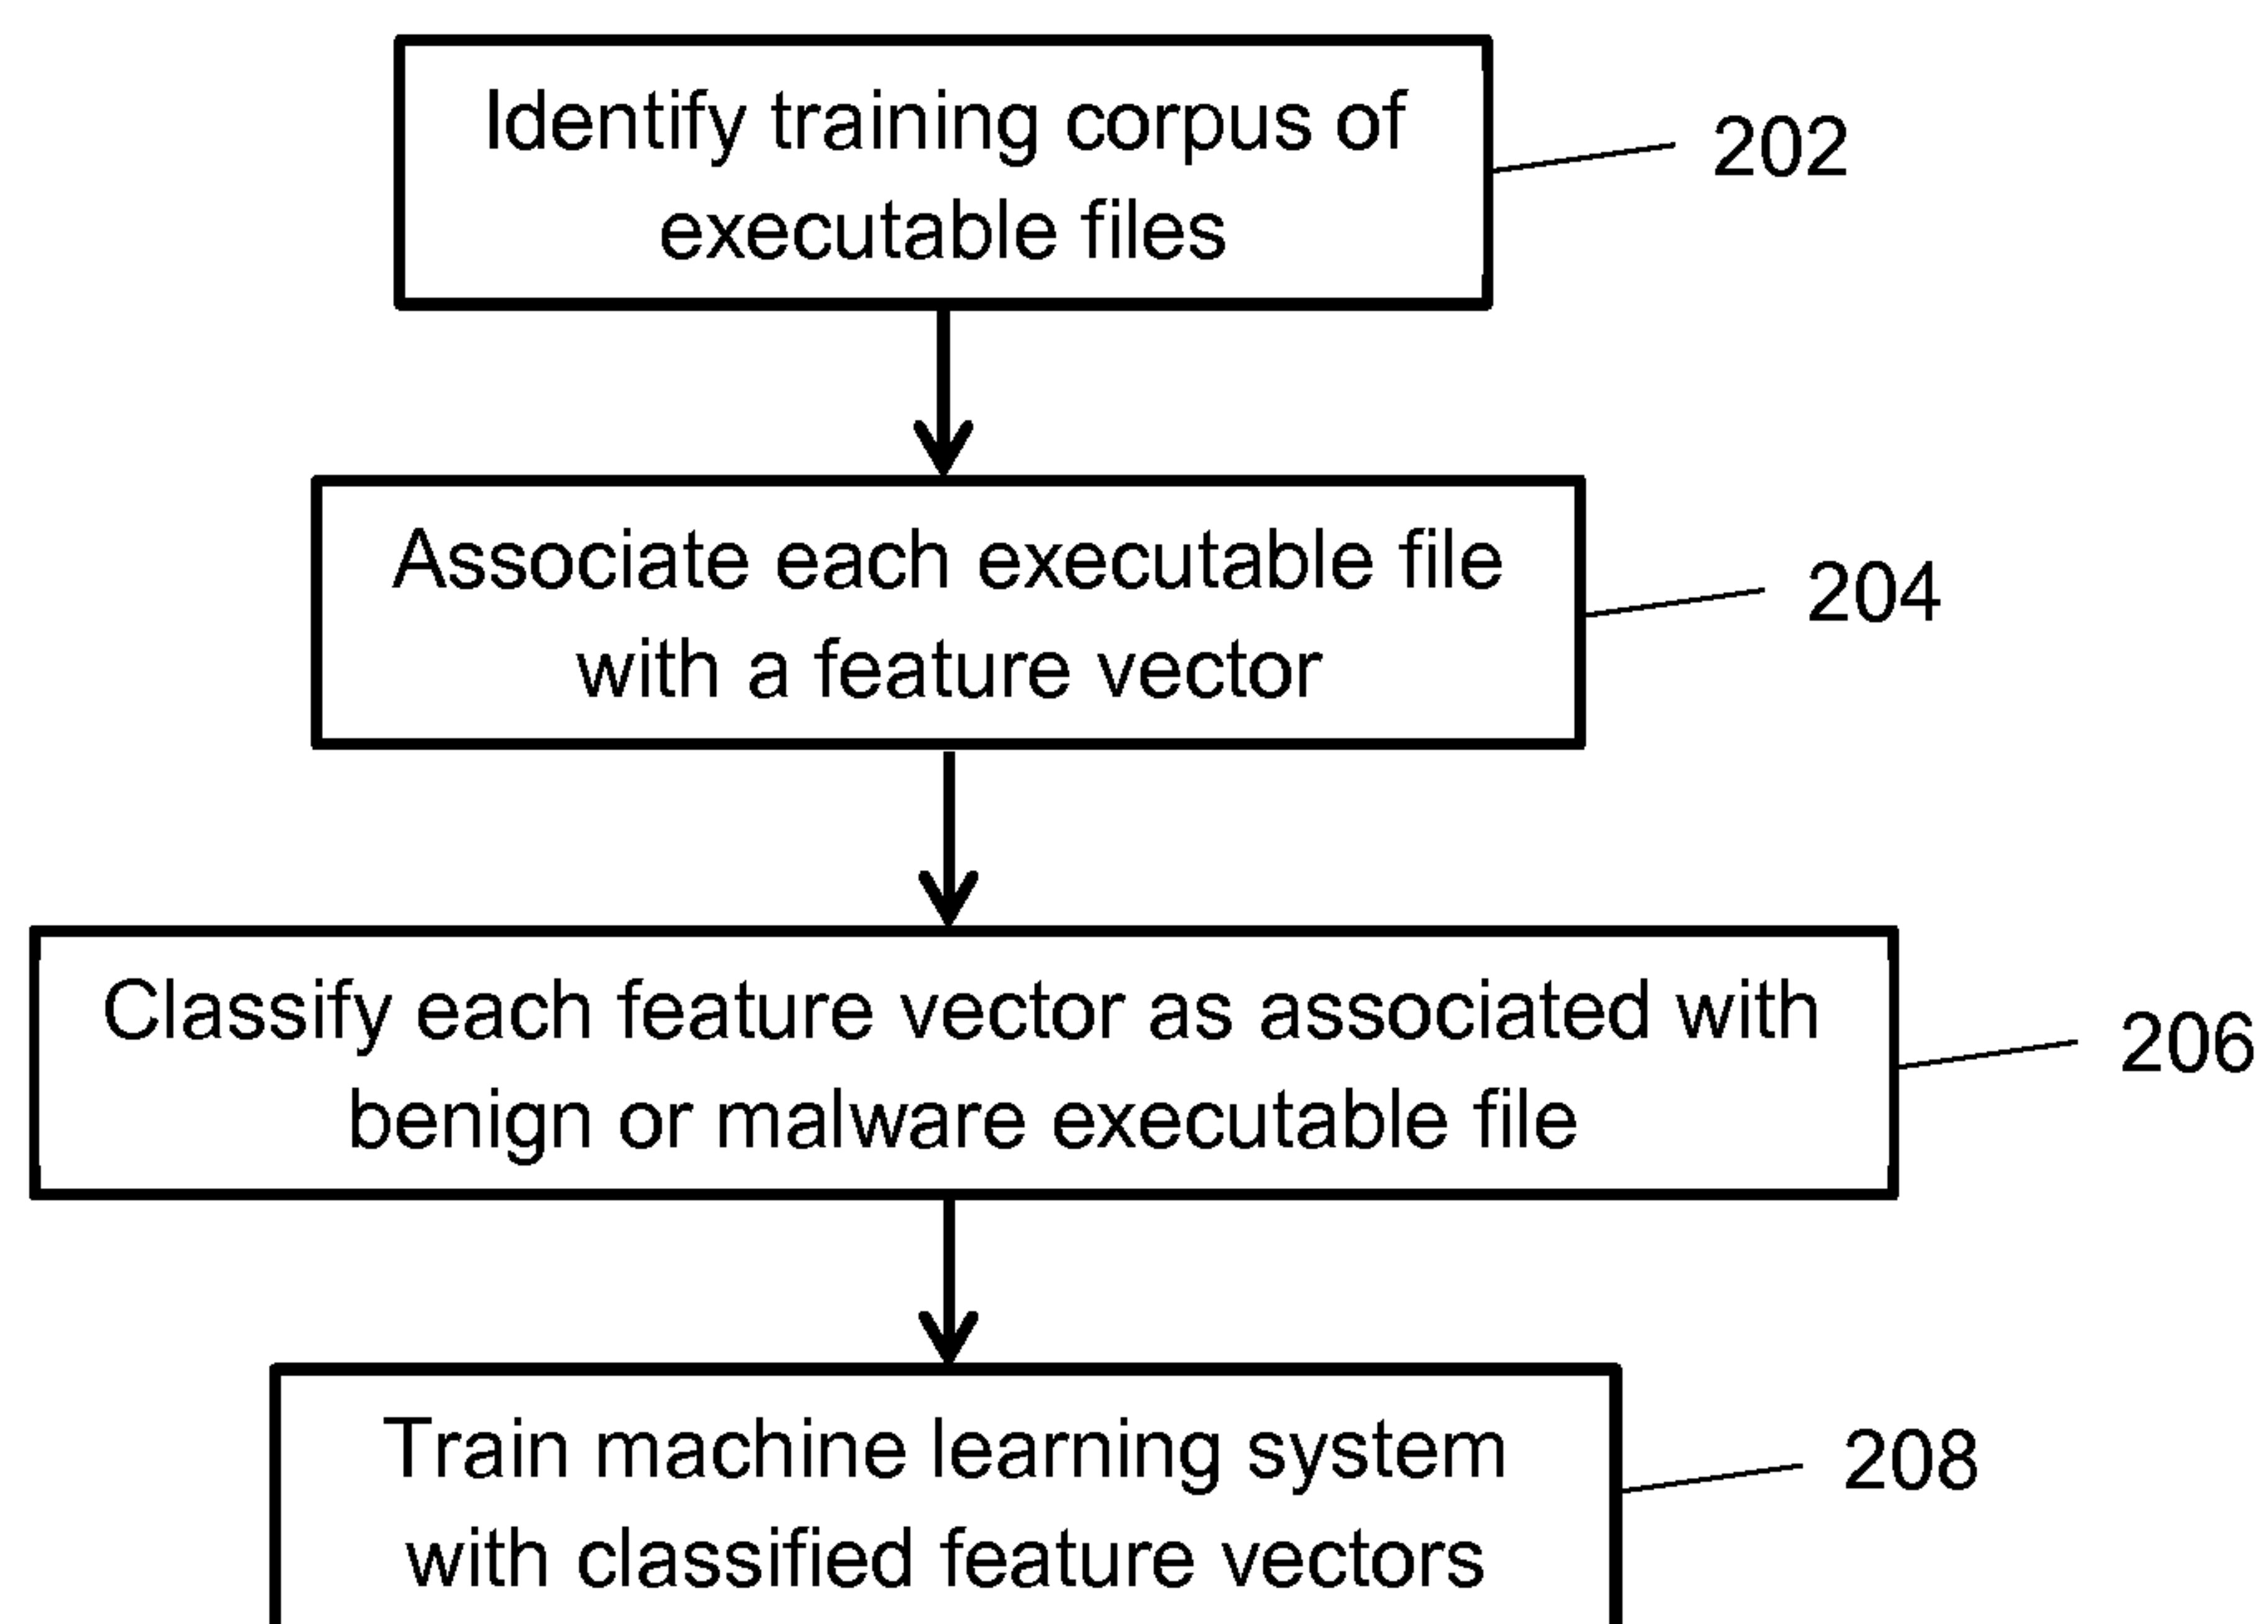 Identify training corpus of
executable files
202
Associate each executable file
with a feature vector
204
Classify each feature vector as associated with
benign or malware executable file
206
Train machine learning system
with classified feature vectors
208